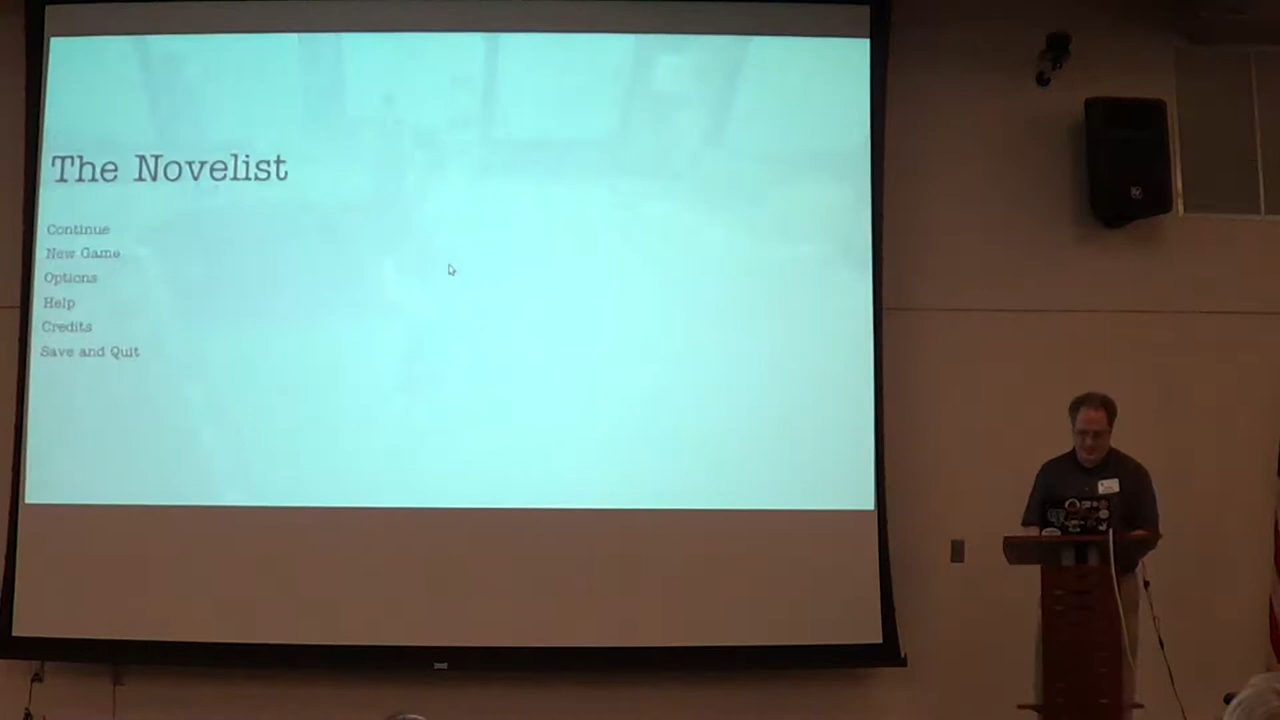 The Novelist
Continue
New Game
Options
Help
Credits
Save and Quit